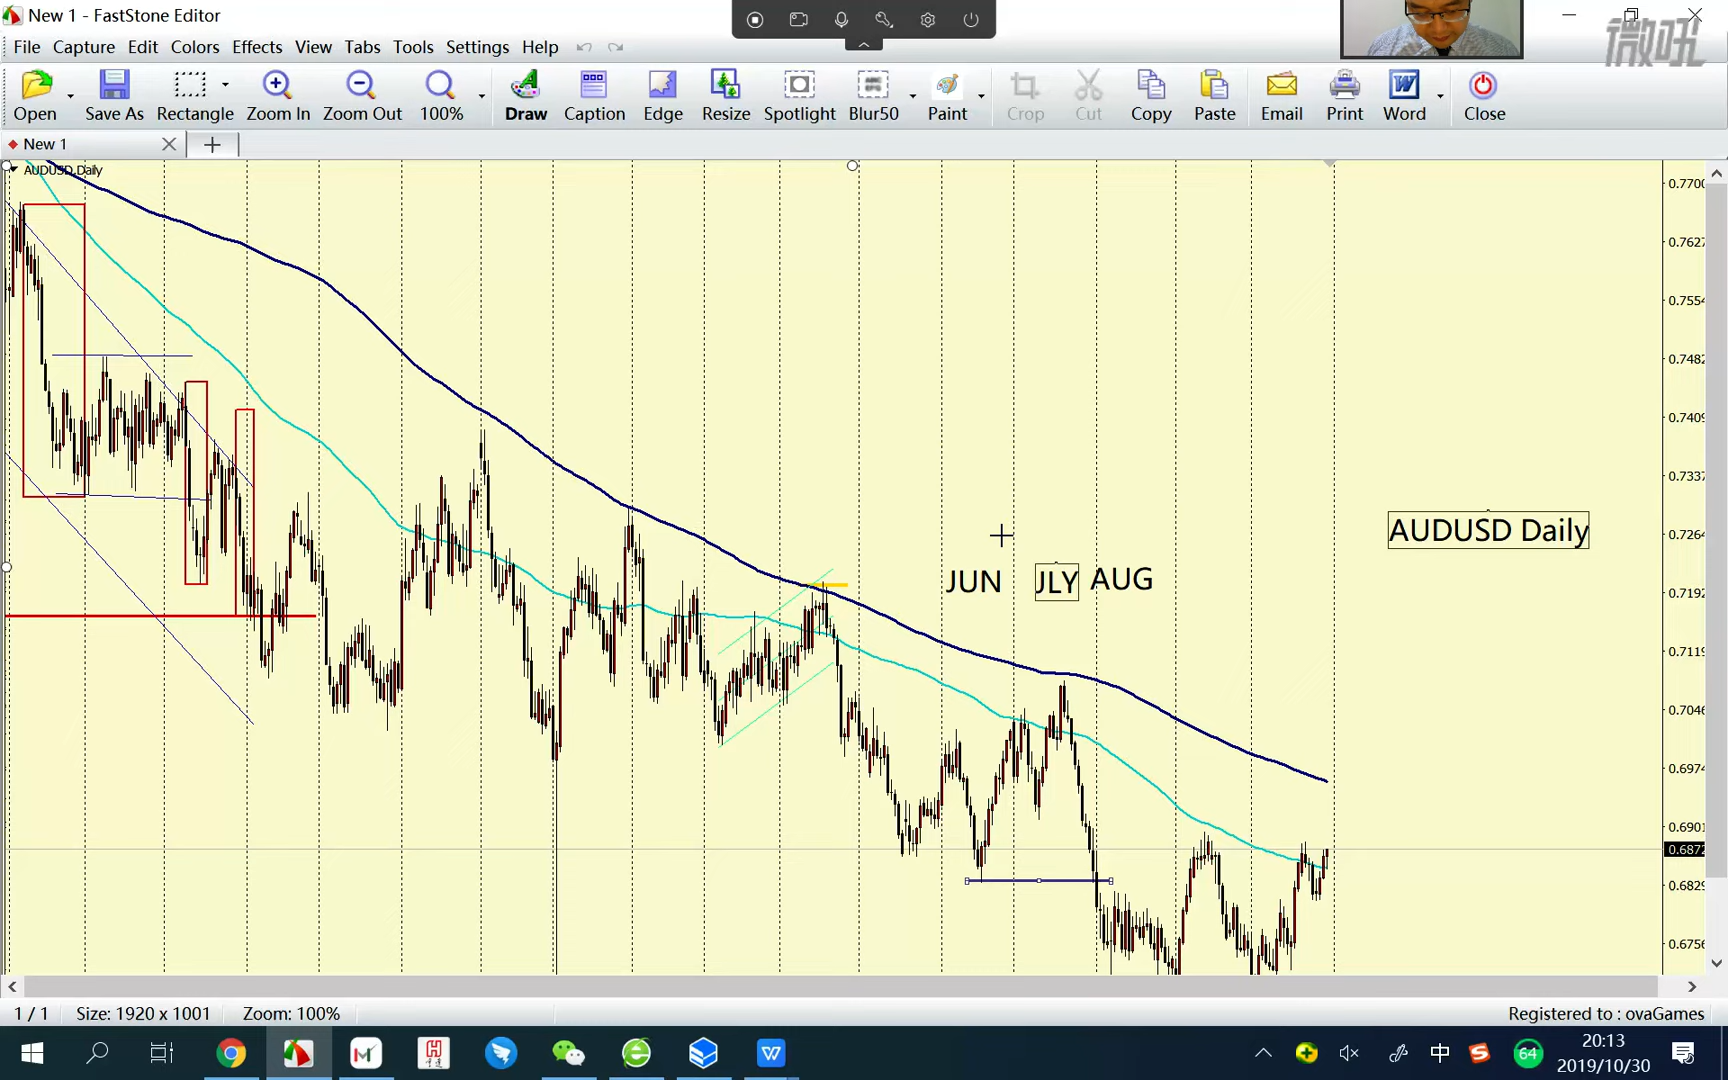 New 1 - FastStone Editor
微吼
File Capture Edit Colors Effects View Tabs Tools Settings Help
Open Save As Rectangle Zoom In Zoom Out 100% Draw Caption Edge Resize Spotlight Blur50 Paint Crop Cut Copy Paste Email Print Word Close
New 1
AUDUSD,Daily
0.7700
0.7627
0.7554
0.7482
0.7409
0.7337
0.7264
0.7192
0.7119
0.7046
0.6974
0.6901
0.6872
0.6829
0.6756
AUDUSD Daily
JUN JLY AUG
1 / 1 Size: 1920 x 1001 Zoom: 100% Registered to : ovaGames
中 64 20:13
2019/10/30